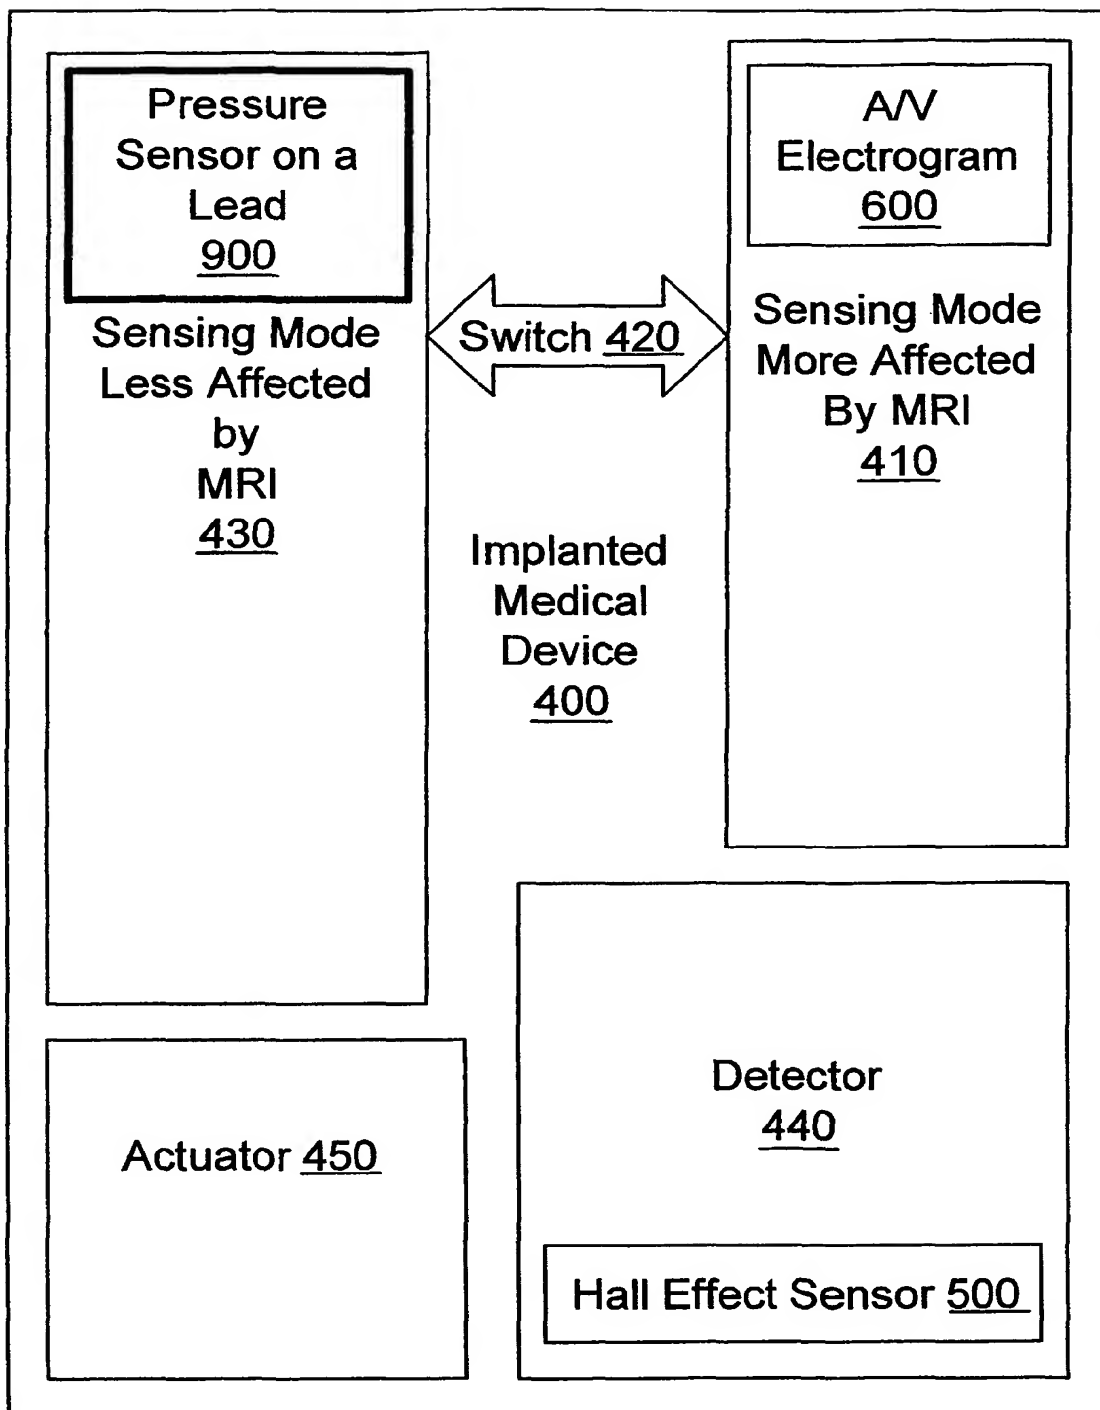 Pressure
Sensor on a
Lead
900
Sensing Mode
Less Affected
by
MRI
430
Switch 420
A/V
Electrogram
600
Sensing Mode
More Affected
By MRI
410
Implanted
Medical
Device
400
Actuator 450
Detector
440
Hall Effect Sensor 500